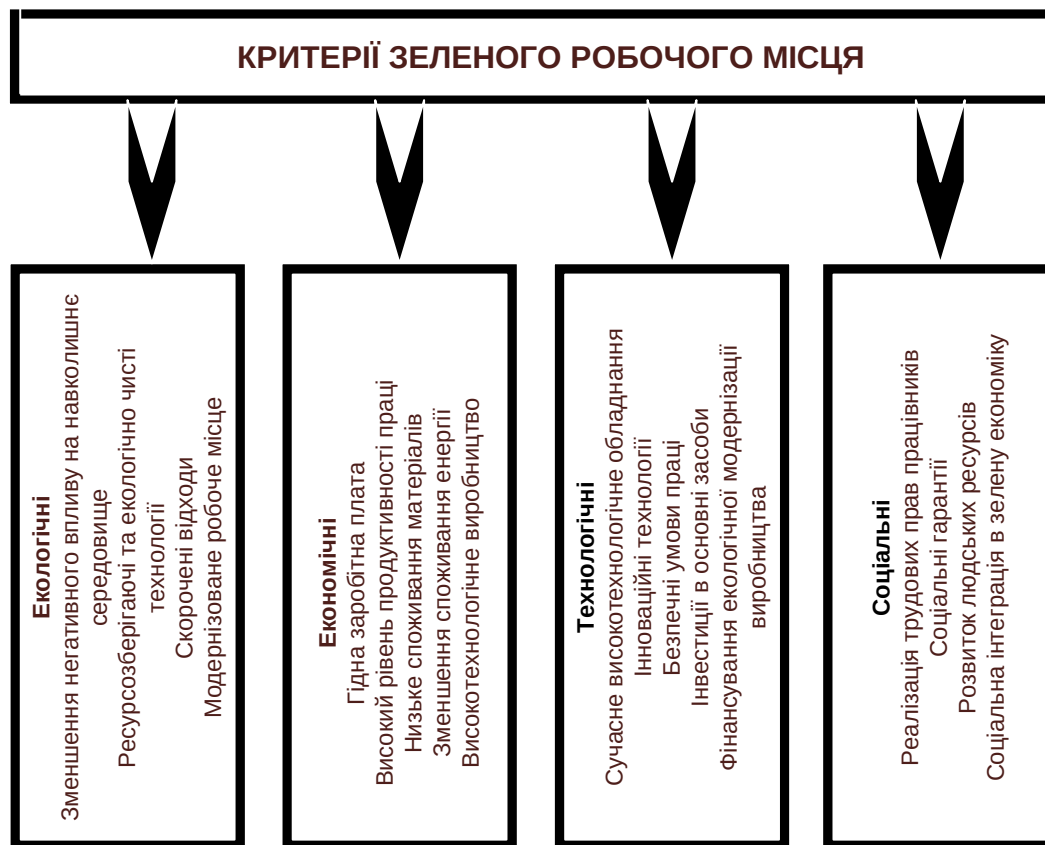 КРИТЕРІЇ ЗЕЛЕНОГО РОБОЧОГО МІСЦЯ
Екологічні
Зменшення негативного впливу на навколишнє
середовище
Ресурсозберігаючі та екологічно чисті
технології
Скорочені відходи
Модернізоване робоче місце
Економічні
Гідна заробітна плата
Високий рівень продуктивності праці
Низьке споживання матеріалів
Зменшення споживання енергії
Високотехнологічне виробництво
Технологічні
Сучасне високотехнологічне обладнання
Інноваційні технології
Безпечні умови праці
Інвестиції в основні засоби
Фінансування екологічної модернізації
виробництва
Соціальні
Реалізація трудових прав працівників
Соціальні гарантії
Розвиток людських ресурсів
Соціальна інтеграція в зелену економіку